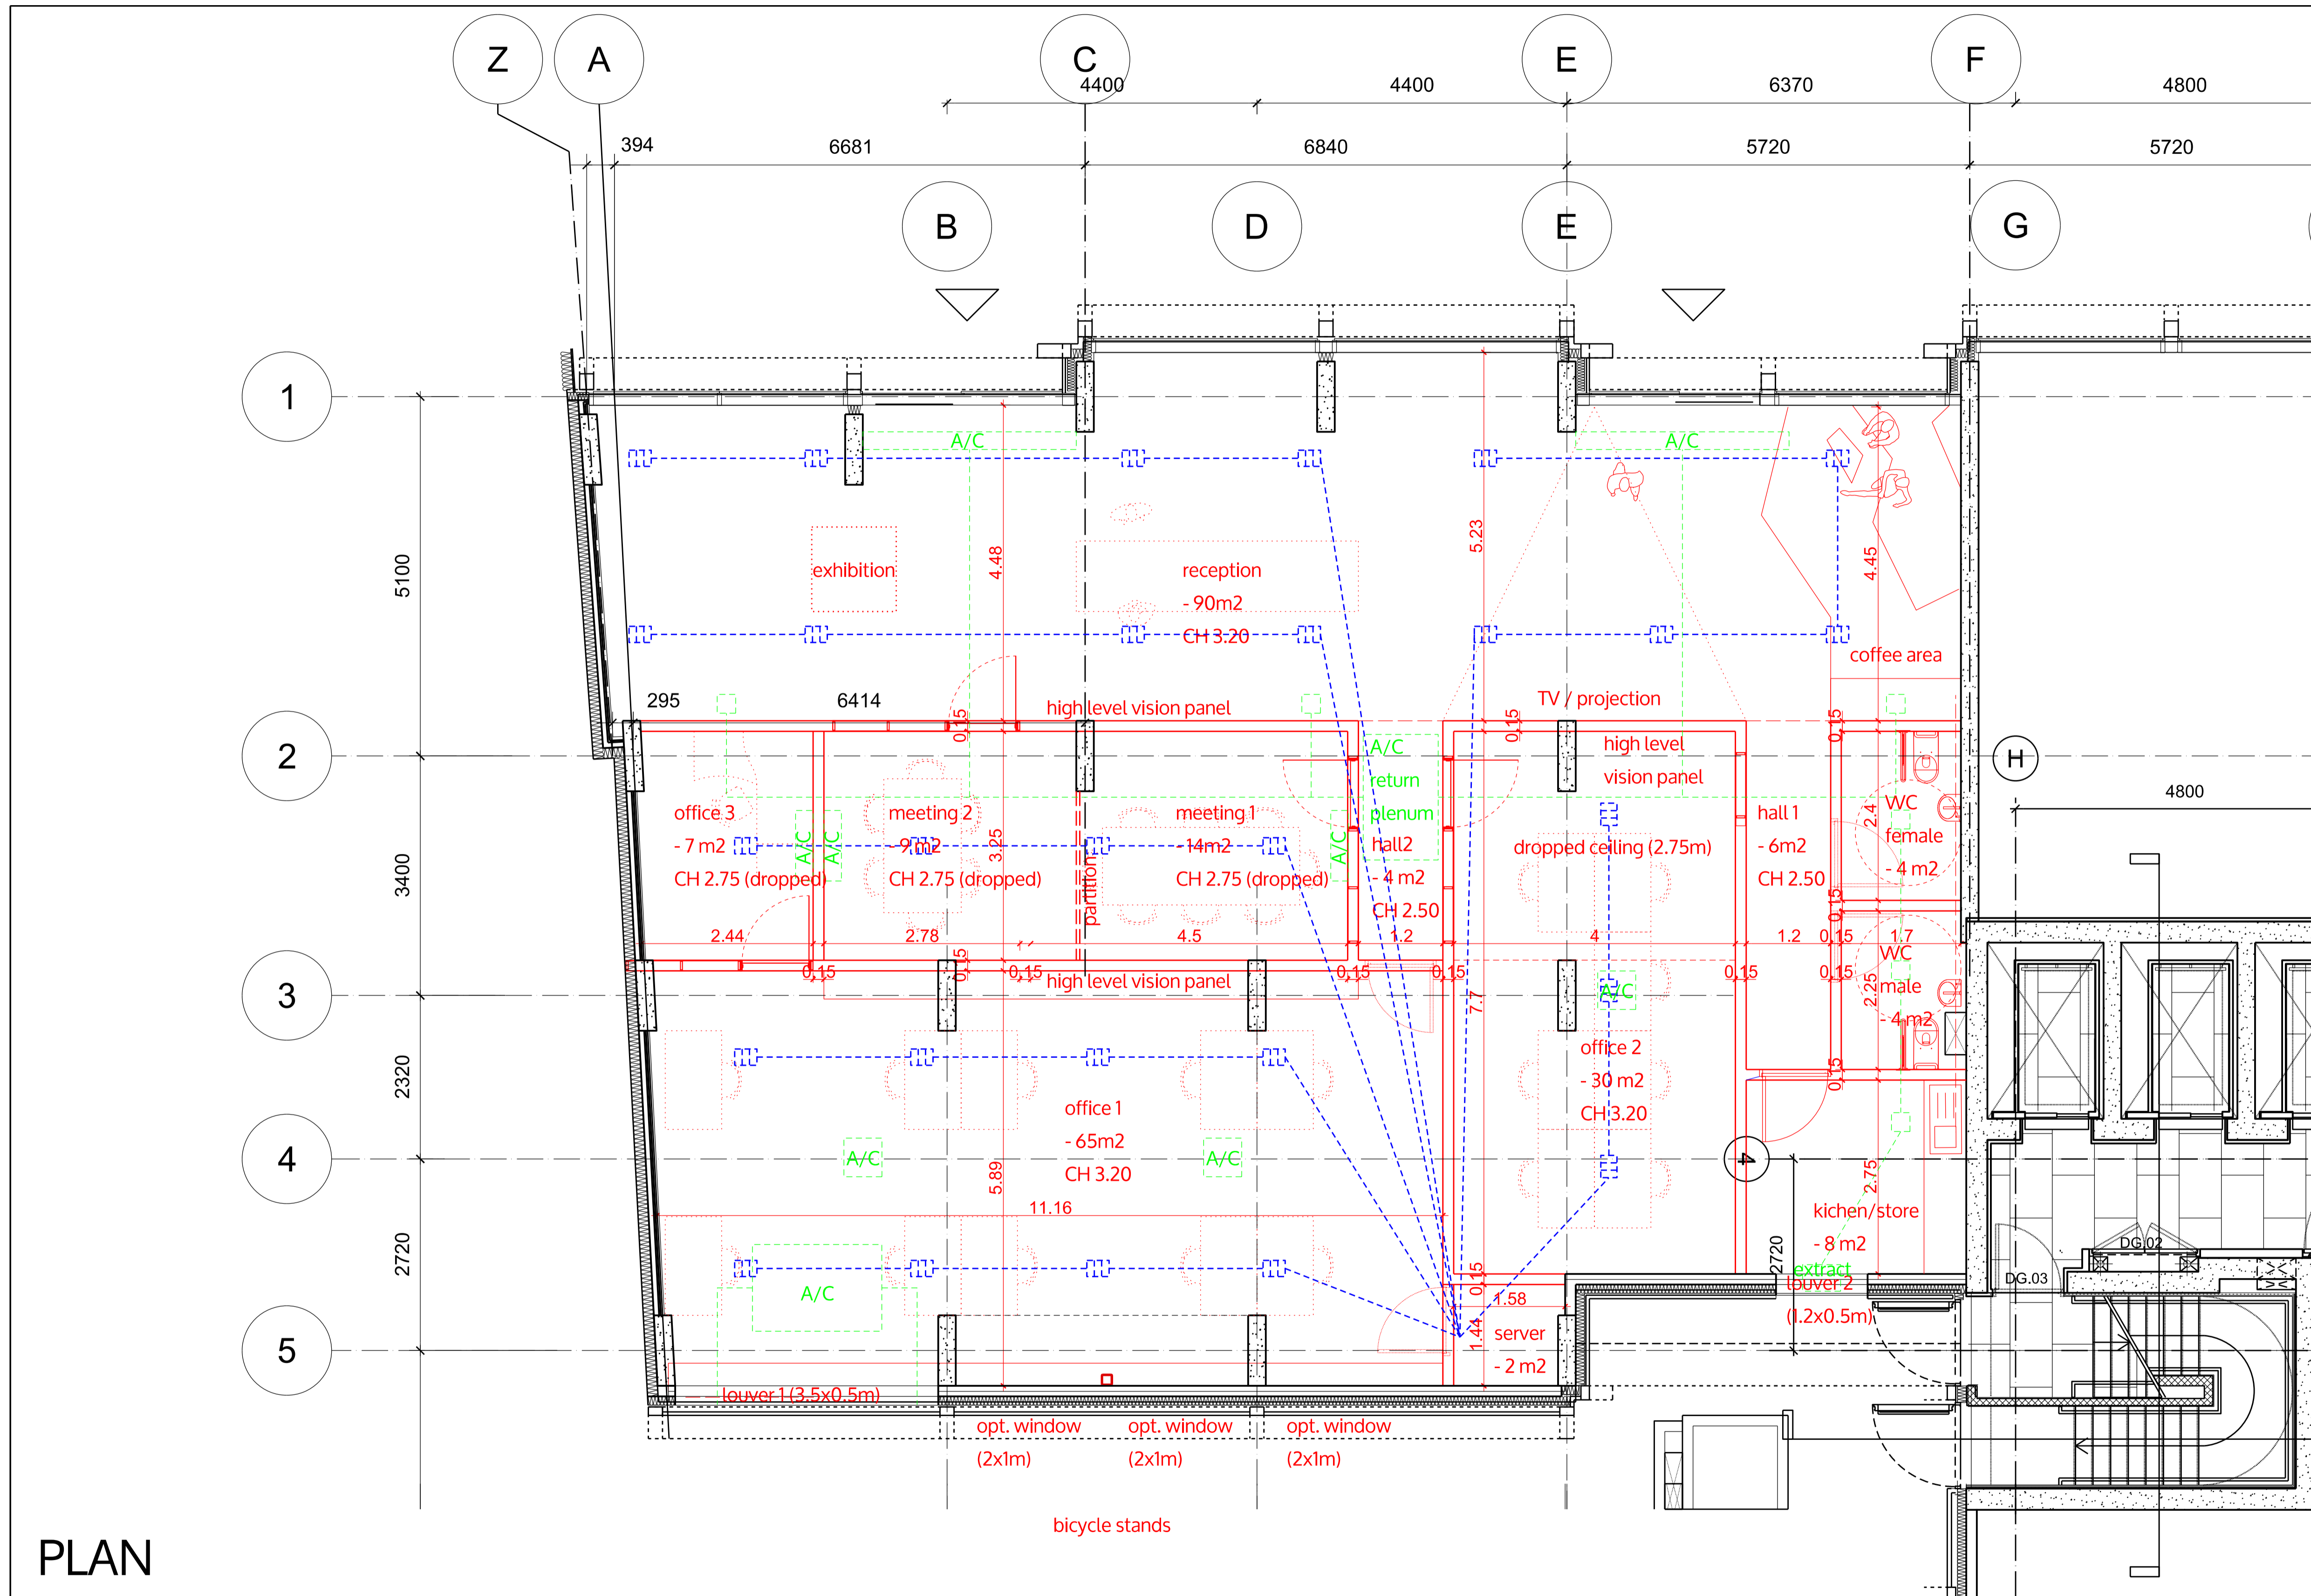 Z
A
C
E
F
4400
4400
6370
4800
394
6681
6840
5720
5720
B
D
E
G
1
A/C
A/C
5100
4.48
5.23
4.45
exhibition
reception
- 90m2
CH 3.20
coffee area
295
6414
high level vision panel
TV / projection
0.15
0.15
0.15
2
H
A/C
return
plenum
high level
vision panel
4800
office 3
- 7 m2
CH 2.75 (dropped)
A/C
A/C
meeting 2
- 9m2
CH 2.75 (dropped)
3.25
partition
meeting 1
- 14m2
CH 2.75 (dropped)
A/C
hall2
- 4 m2
CH 2.50
dropped ceiling (2.75m)
hall 1
- 6m2
CH 2.50
2.4
WC
female
- 4 m2
3400
0.15
2.44
2.78
4.5
1.2
4
1.2
0.15
1.7
0.15
0.15
0.15
0.15
0.15
0.15
0.15
high level vision panel
WC
male
- 4 m2
2.25
3
7.7
A/C
2320
office 2
- 30 m2
CH 3.20
0.15
office 1
- 65m2
CH 3.20
4
A/C
A/C
5.89
4
2.75
11.16
kichen/store
- 8 m2
2720
2720
DG.02
DG.03
extract
louver 2
(1.2x0.5m)
A/C
0.15
1.58
1.44
server
- 2 m2
5
louver 1 (3.5x0.5m)
opt. window
(2x1m)
opt. window
(2x1m)
opt. window
(2x1m)
bicycle stands
PLAN